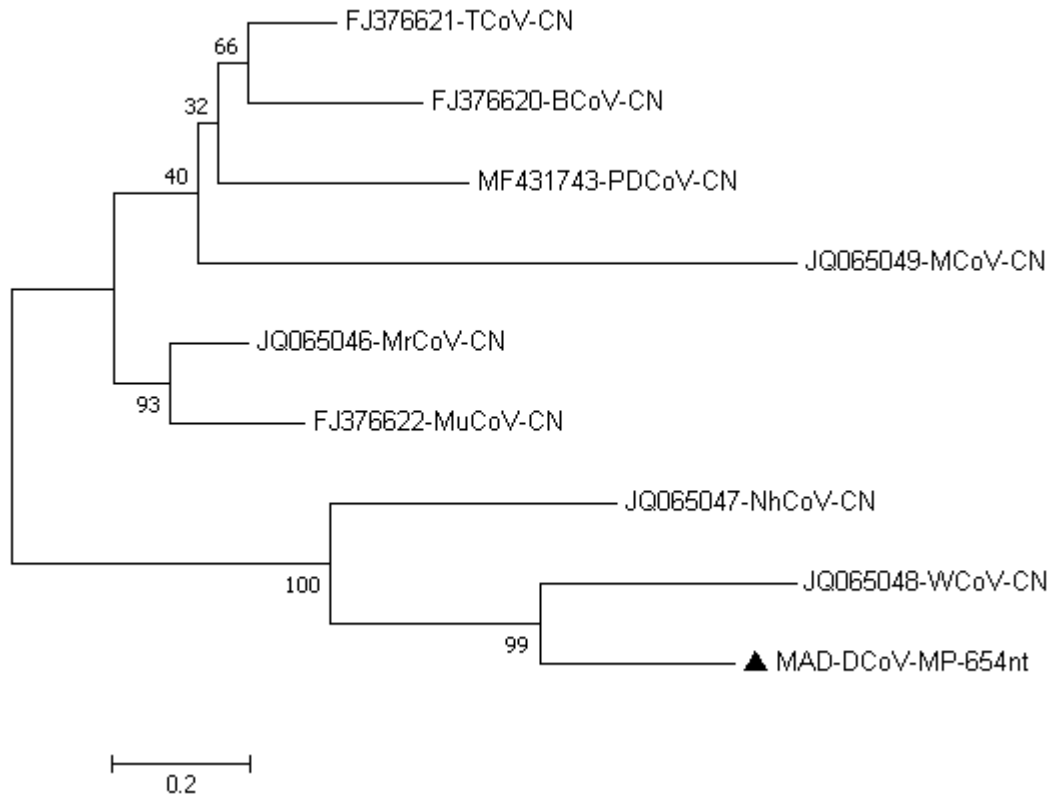 FJ376621-TCoV-CN
66
FJ376620-BCoV-CN
32
MF431743-PDCoV-CN
40
JQ065049-MCoV-CN
JQ065046-MrCoV-CN
93
FJ376622-MuCoV-CN
JQ065047-NhCoV-CN
100
JQ065048-WCoV-CN
99
MAD-DCoV-MP-654nt
0.2